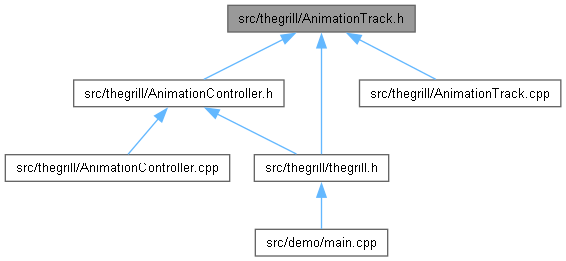 src/thegrill/AnimationTrack.h
src/thegrill/AnimationController.h
src/thegrill/AnimationTrack.cpp
src/thegrill/AnimationController.cpp
src/thegrill/thegrill.h
src/demo/main.cpp